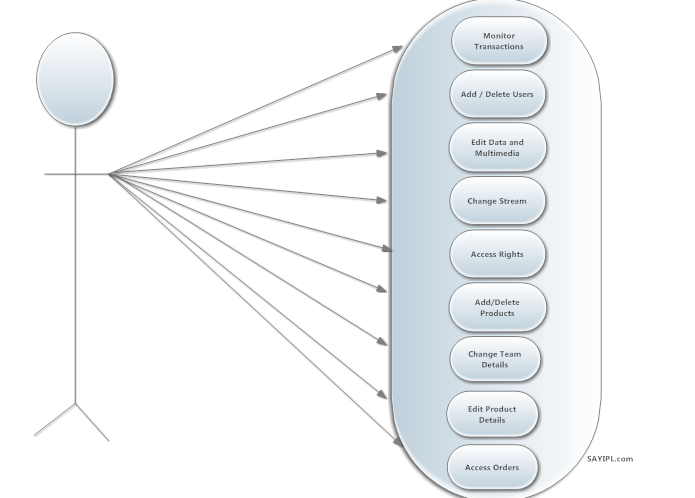 Monitor
Transactions
Add / Delete Users
Edit Data and
Multimedia
Change Stream
Access Rights
Add/Delete
Products
Change Team
Details
Edit Product
Details
Access Orders
SAYIPL.com